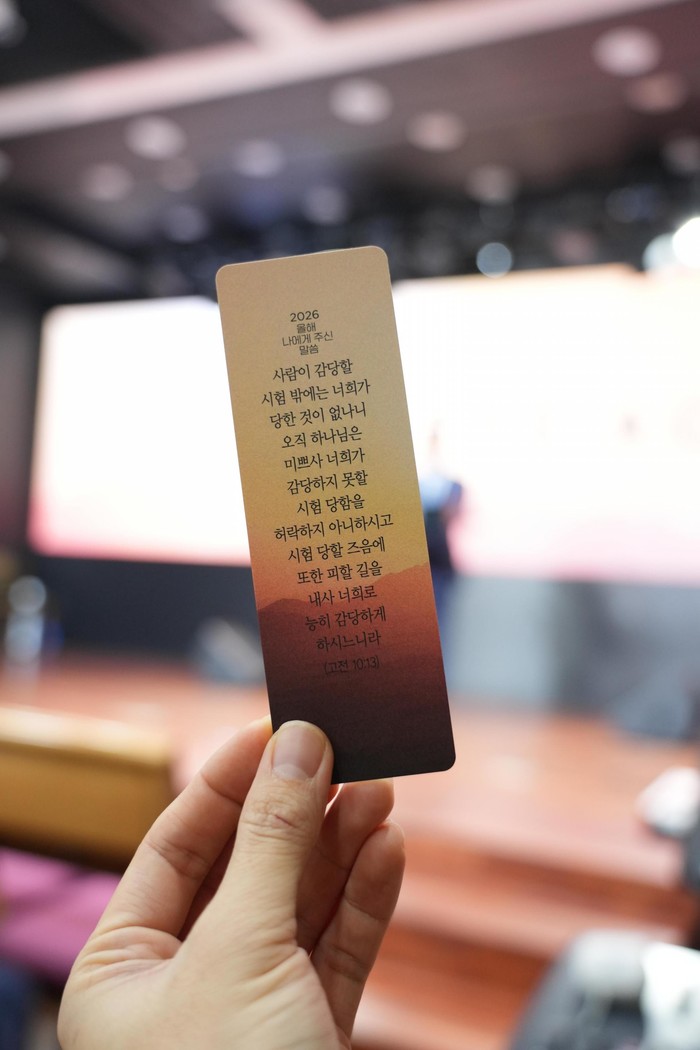 2026
올해
나에게 주신
말씀
사람이 감당할
시험 밖에는 너희가
당한 것이 없나니
오직 하나님은
미쁘사 너희가
감당하지 못할
시험 당함을
허락하지 아니하시고
시험 당할 즈음에
또한 피할 길을
내사 너희로
능히 감당하게
하시느니라
(고전 10:13)